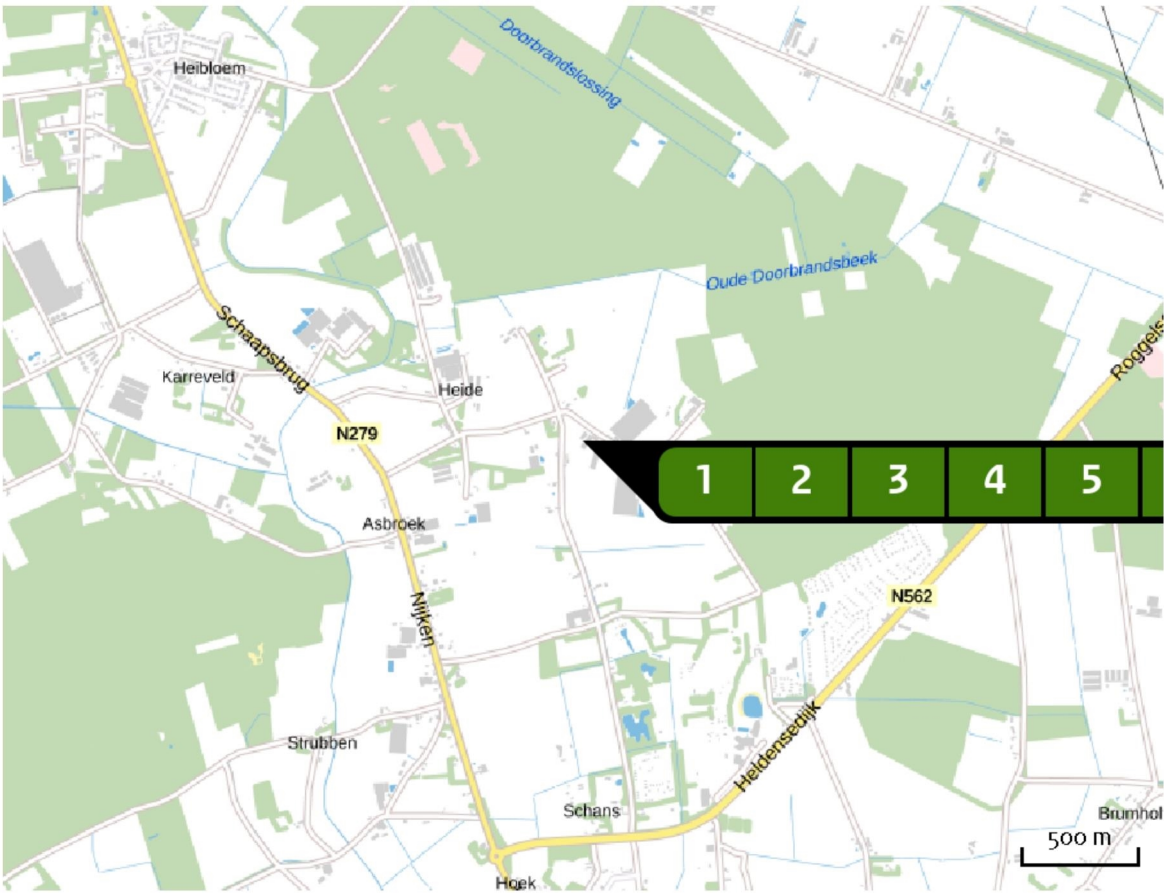 Doorbrandslossing
Heibloem
Oude Doorbrandsbeek
Schaapsbrug
Karreveld
Heide
N279
1 2 3 4 5
Asbroek
Nijken
N562
Strubben
Heldensedijk
Schans
500 m
Hoek